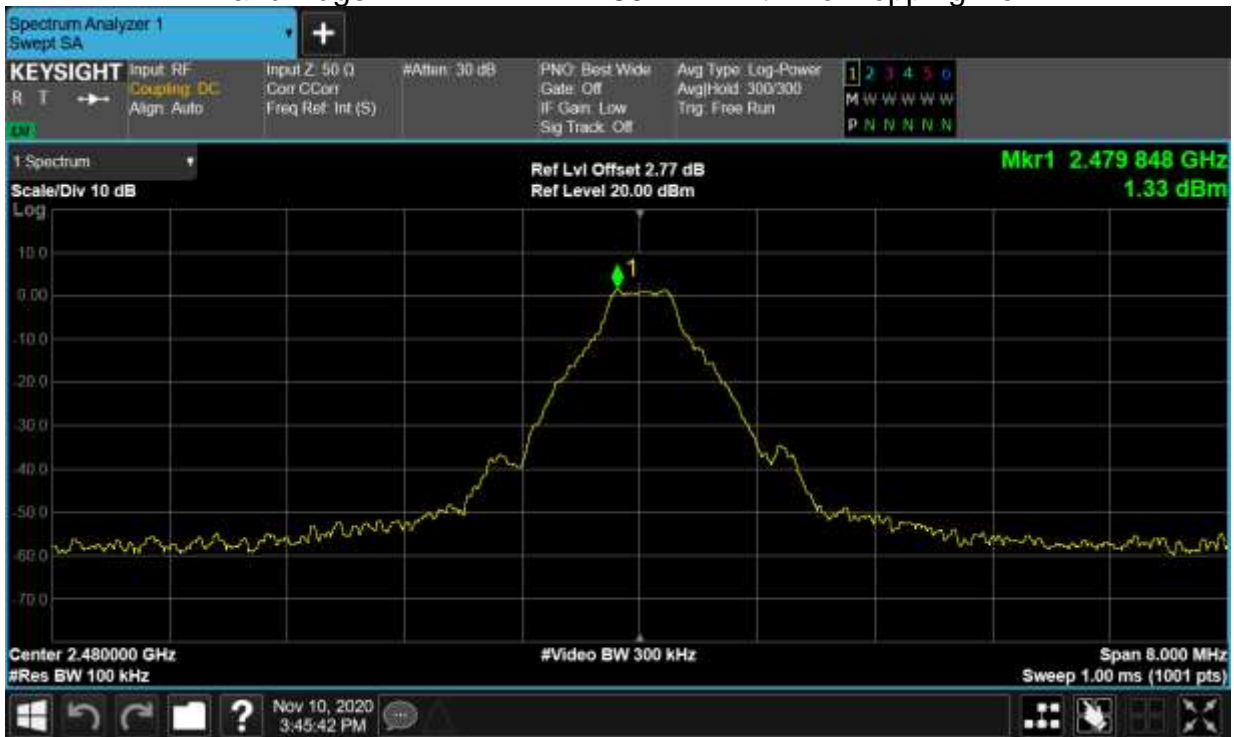 Spectrum Analyzer 1
Swept SA
+
KEYSIGHT
R T
Input: RF
Coupling: DC
Align: Auto
Input Z: 50 Ω
Corr CCorr
Freq Ref: Int (S)
#Atten: 30 dB
PNO: Best Wide
Gate: Off
IF Gain: Low
Sig Track: Off
Avg Type: Log-Power
Avg|Hold: 300/300
Trig: Free Run
1 2 3 4 5 6
M W W W W W
P N N N N N
1 Spectrum
Scale/Div 10 dB
Log
Ref Lvl Offset 2.77 dB
Ref Level 20.00 dBm
Mkr1 2.479 848 GHz
1.33 dBm
1
10.0
0.00
-10.0
-20.0
-30.0
-40.0
-50.0
-60.0
-70.0
Center 2.480000 GHz
#Res BW 100 kHz
#Video BW 300 kHz
Span 8.000 MHz
Sweep 1.00 ms (1001 pts)
?
Nov 10, 2020
3:45:42 PM